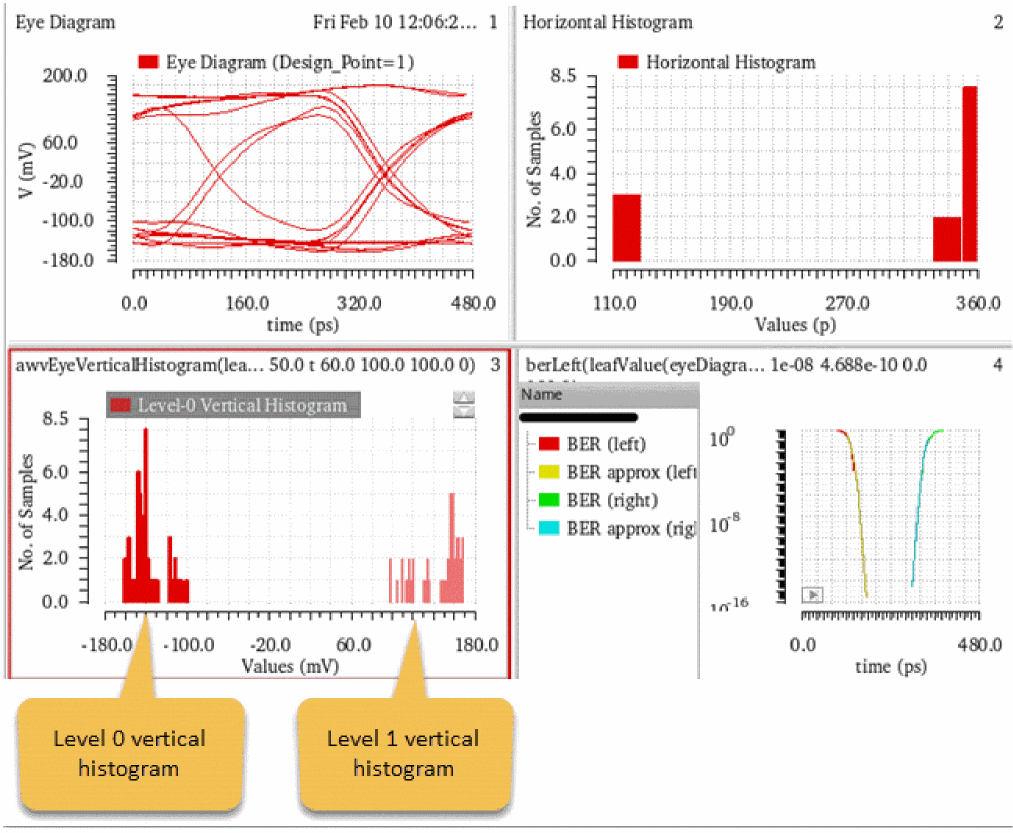 Eye Diagram
Fri Feb 10 12:06:2... 1
Eye Diagram (Design_Point=1)
200.0
60.0
-20.0
-100.0
-180.0
V (mV)
0.0 160.0 320.0 480.0
time (ps)
Horizontal Histogram 2
Horizontal Histogram
8.5
6.0
4.0
2.0
0.0
No. of Samples
110.0 190.0 270.0 360.0
Values (p)
awvEyeVerticalHistogram(lea... 50.0 t 60.0 100.0 100.0 0) 3
Level-0 Vertical Histogram
8.5
6.0
4.0
2.0
0.0
No. of Samples
-180.0 -100.0 -20.0 60.0 180.0
Values (mV)
berLeft(leafValue(eyeDiagra... 1e-08 4.688e-10 0.0 4
Name
BER (left)
BER approx (left
BER (right)
BER approx (rig
10^0
10^-8
10^-16
0.0 480.0
time (ps)
Level 0 vertical
histogram
Level 1 vertical
histogram